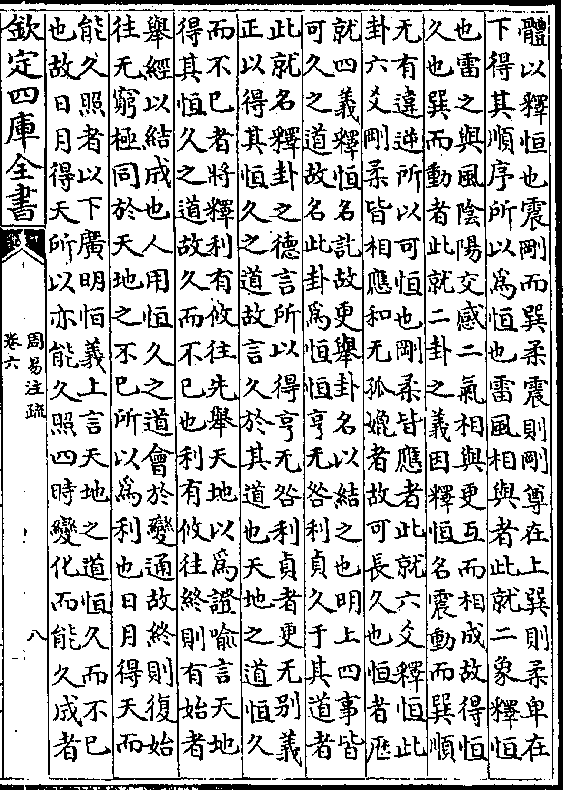 體以釋恒也震剛而巽柔震則剛尊在上巽則柔卑在
下得其順序所以爲恒也雷風相與者此就二象釋恒
也雷之與風陰陽交感二氣相與更互而相成故得恒
久也巽而動者此就二卦之義因釋恒名震動而巽順
无有違逆所以可恒也剛柔皆應者此就六爻釋恒此
卦六爻剛柔皆相應和无孤媲者故可長久也恒者歴
就四義釋恒名訖故更舉卦名以結之也明上四事皆
可久之道故名此卦爲恒恒亨无咎利貞久于其道者
此就名釋卦之德言所以得亨无咎利貞者更无别義
正以得其恒久之道故言久於其道也天地之道恒久
而不已者將釋利有攸往先舉天地以爲證喻言天地
得其恒久之道故久而不已也利有攸往終則有始者
舉經以結成也人用恒久之道會於變通故終則復始
往无窮極同於天地之不已所以爲利也日月得天而
能久照者以下廣明恒義上言天地之道恒久而不已
也故日月得天所以亦能久照四時變化而能久成者
欽定四庫全書
周易注疏
卷六
八